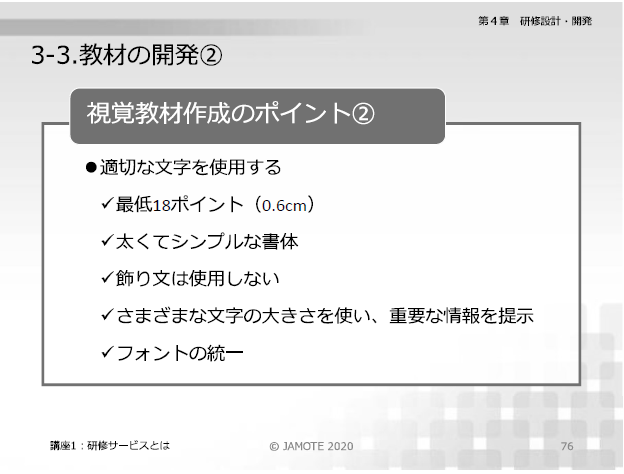 第４章　研修設計・開発
3-3.教材の開発②
視覚教材作成のポイント②
●適切な文字を使用する
✓最低18ポイント（0.6cm）
✓太くてシンプルな書体
✓飾り文は使用しない
✓さまざまな文字の大きさを使い、重要な情報を提示
✓フォントの統一
講座1：研修サービスとは
© JAMOTE 2020
76